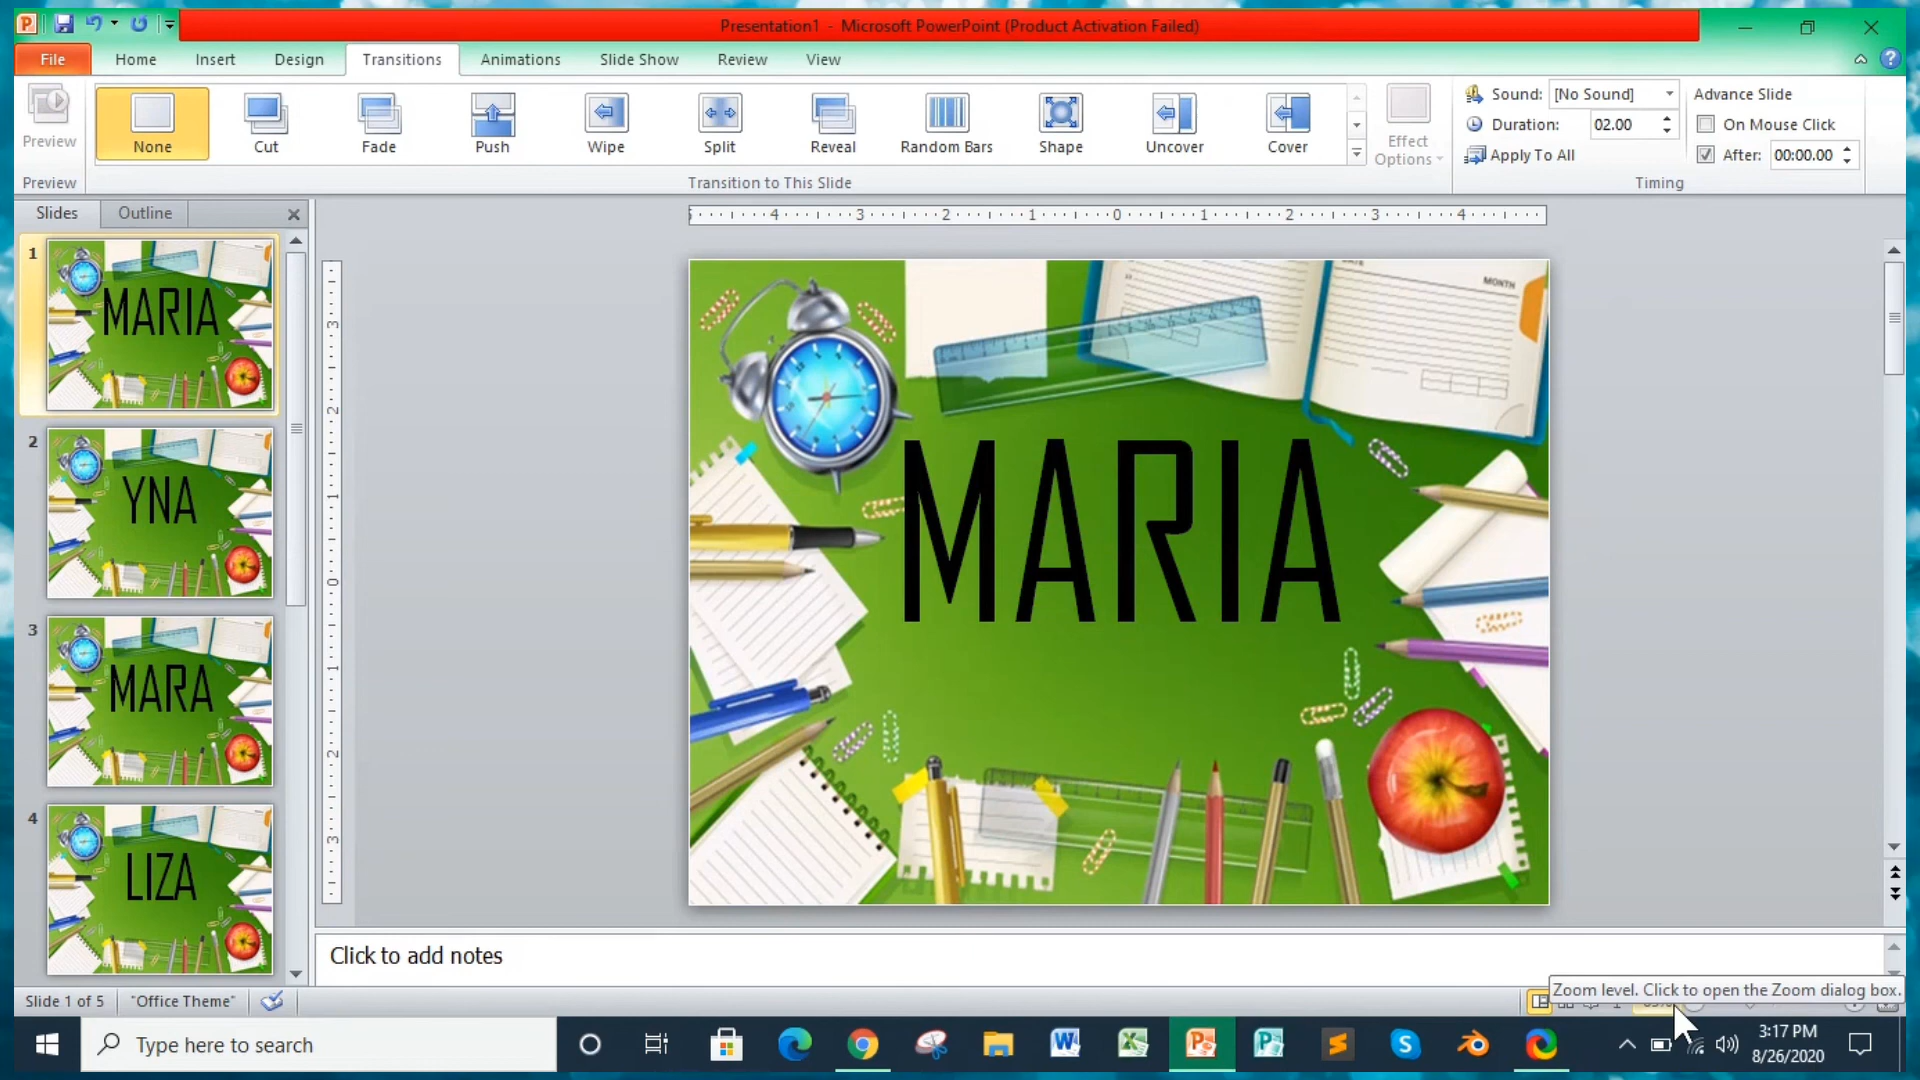 Presentation1 - Microsoft PowerPoint (Product Activation Failed)
File Home Insert Design Transitions Animations Slide Show Review View
Preview
None Cut Fade Push Wipe Split Reveal Random Bars Shape Uncover Cover
Effect Options
Sound: [No Sound]
Duration: 02.00
Apply To All
Advance Slide
On Mouse Click
After: 00:00.00
Preview
Transition to This Slide
Timing
Slides Outline
1
MARIA
2
YNA
3
MARA
4
LIZA
MONTH
MARIA
Click to add notes
Slide 1 of 5
"Office Theme"
Zoom level. Click to open the Zoom dialog box.
Type here to search
3:17 PM
8/26/2020